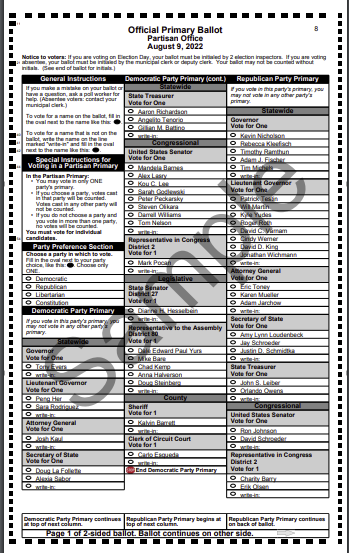 Official Primary Ballot
Partisan Office
August 9, 2022
8
Notice to voters: If you are voting on Election Day, your ballot must be initialed by 2 election inspectors. If you are voting
absentee, your ballot must be initialed by the municipal clerk or deputy clerk. Your ballot may not be counted without
initials. (See end of ballot for initials.)
General Instructions
If you make a mistake on your ballot or
have a question, ask a poll worker for
help. (Absentee voters: contact your
municipal clerk.)
To vote for a name on the ballot, fill in
the oval next to the name like this:
To vote for a name that is not on the
ballot, write the name on the line
marked "write-in" and fill in the oval
next to the name like this:
Special Instructions for
Voting in a Partisan Primary
In the Partisan Primary:
• You may vote in only ONE
party's primary.
• If you choose a party, votes cast
in that party will be counted.
Votes cast in any other party will
not be counted.
• If you do not choose a party and
you vote in more than one party,
no votes will be counted.
You must vote for individual
candidates.
Party Preference Section
Choose a party in which to vote.
Fill in the oval next to your party
choice, like this: Choose only
ONE.
Democratic
Republican
Libertarian
Constitution
Democratic Party Primary
If you vote in this party's primary, you
may not vote in any other party's
primary.
Statewide
Governor
Vote for One
Tony Evers
write-in:
Lieutenant Governor
Vote for One
Peng Her
Sara Rodriguez
write-in:
Attorney General
Vote for One
Josh Kaul
write-in:
Secretary of State
Vote for One
Doug La Follette
Alexia Sabor
write-in:
Democratic Party Primary continues
at top of next column.
Democratic Party Primary (cont.)
Statewide
State Treasurer
Vote for One
Aaron Richardson
Angelito Tenorio
Gillian M. Battino
write-in:
Congressional
United States Senator
Vote for One
Mandela Barnes
Alex Lasry
Kou C. Lee
Sarah Godlewski
Peter Peckarsky
Steven Olikara
Darrell Williams
Tom Nelson
write-in:
Representative in Congress
District 2
Vote for 1
Mark Pocan
write-in:
Legislative
State Senator
District 27
Vote for 1
Dianne H. Hesselbein
write-in:
Representative to the Assembly
District 80
Vote for 1
Dale Edward Paul Yurs
Mike Bare
Chad Kemp
Anna Halverson
Doug Steinberg
write-in:
County
Sheriff
Vote for 1
Kalvin Barrett
write-in:
Clerk of Circuit Court
Vote for 1
Carlo Esqueda
write-in:
End Democratic Party Primary
Republican Party Primary begins at
top of next column.
Republican Party Primary
If you vote in this party's primary, you
may not vote in any other party's
primary.
Statewide
Governor
Vote for One
Kevin Nicholson
Rebecca Kleefisch
Timothy Ramthun
Adam J. Fischer
Tim Michels
write-in:
Lieutenant Governor
Vote for One
Patrick Testin
Will Martin
Kyle Yudes
Roger Roth
David C. Varnam
Cindy Werner
David D. King
Jonathan Wichmann
write-in:
Attorney General
Vote for One
Eric Toney
Karen Mueller
Adam Jarchow
write-in:
Secretary of State
Vote for One
Amy Lynn Loudenbeck
Jay Schroeder
Justin D. Schmidtka
write-in:
State Treasurer
Vote for One
John S. Leiber
Orlando Owens
write-in:
Congressional
United States Senator
Vote for One
Ron Johnson
David Schroeder
write-in:
Representative in Congress
District 2
Vote for 1
Charity Barry
Erik Olsen
write-in:
Republican Party Primary continues
on back of ballot.
Page 1 of 2-sided ballot. Ballot continues on other side.
Sample